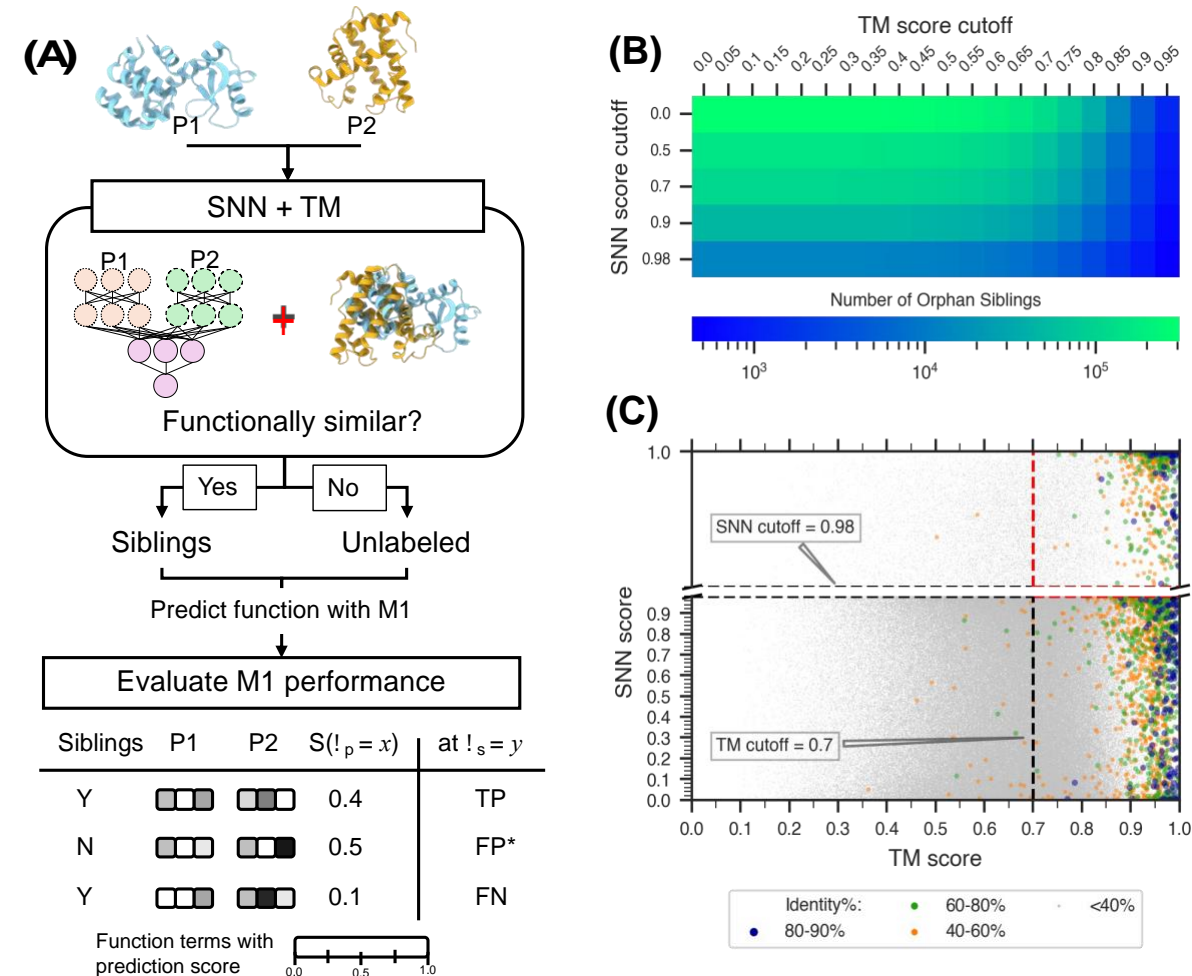 (A)
P1
P2
SNN + TM
P1
P2
Functionally similar?
Yes
No
Siblings
Unlabeled
Predict function with M1
Evaluate M1 performance
Siblings P1 P2 S(!p = x) at !s = y
Y 0.4 TP
N 0.5 FP*
Y 0.1 FN
Function terms with
prediction score
0.0 0.5 1.0
(B)
TM score cutoff
0.0 0.05 0.1 0.15 0.2 0.25 0.3 0.35 0.4 0.45 0.5 0.55 0.6 0.65 0.7 0.75 0.8 0.85 0.9 0.95
SNN score cutoff
0.0
0.5
0.7
0.9
0.98
Number of Orphan Siblings
10³ 10⁴ 10⁵
(C)
1.0
SNN cutoff = 0.98
SNN score
0.9
0.8
0.7
0.6
0.5
0.4
0.3
0.2
0.1
0.0
TM cutoff = 0.7
0.0 0.1 0.2 0.3 0.4 0.5 0.6 0.7 0.8 0.9 1.0
TM score
Identity%: 60-80% <40%
80-90% 40-60%